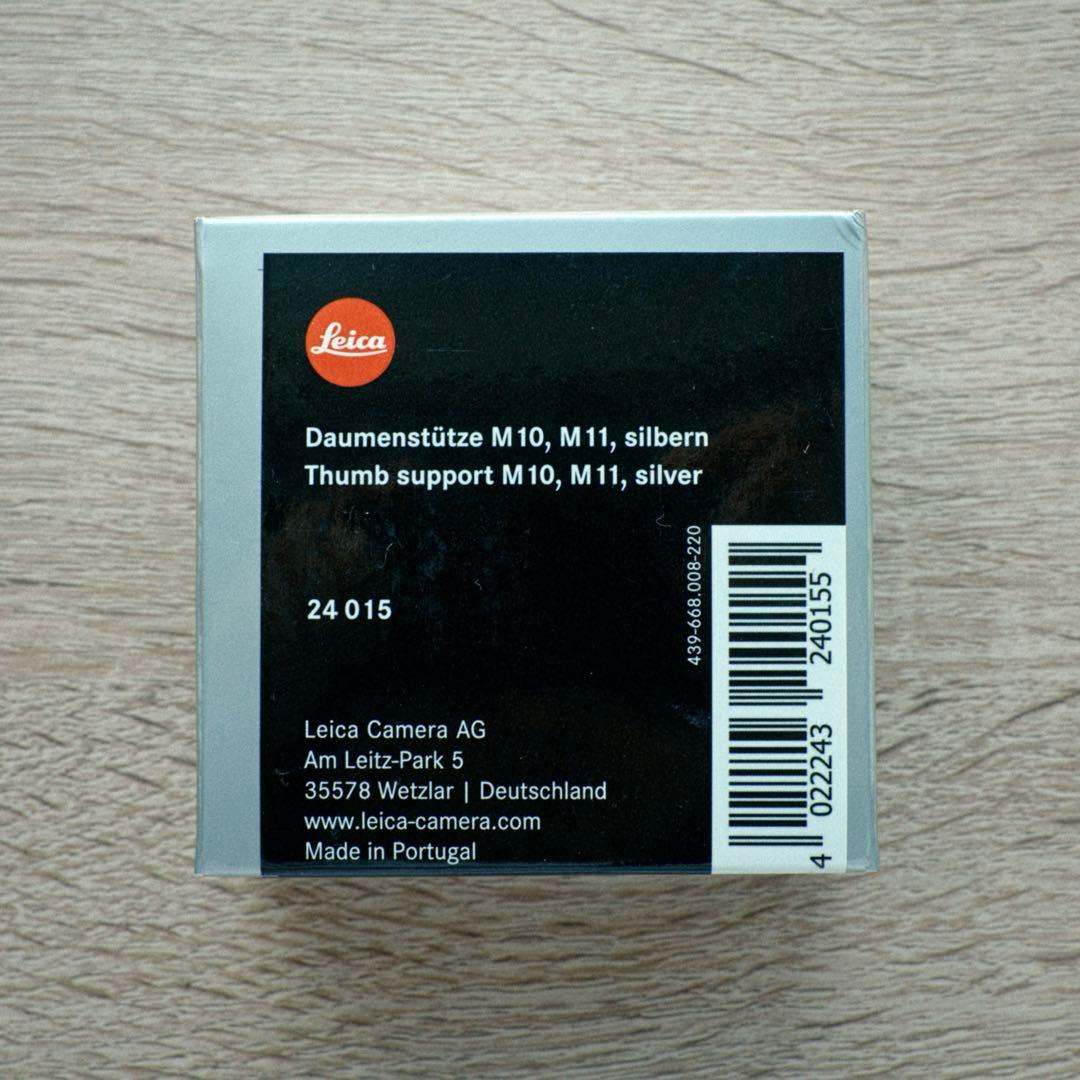 Leica
Daumenstütze M10, M11, silbern
Thumb support M10, M11, silver
24 015
439-668.008-220
4 022243 240155
Leica Camera AG
Am Leitz-Park 5
35578 Wetzlar | Deutschland
www.leica-camera.com
Made in Portugal